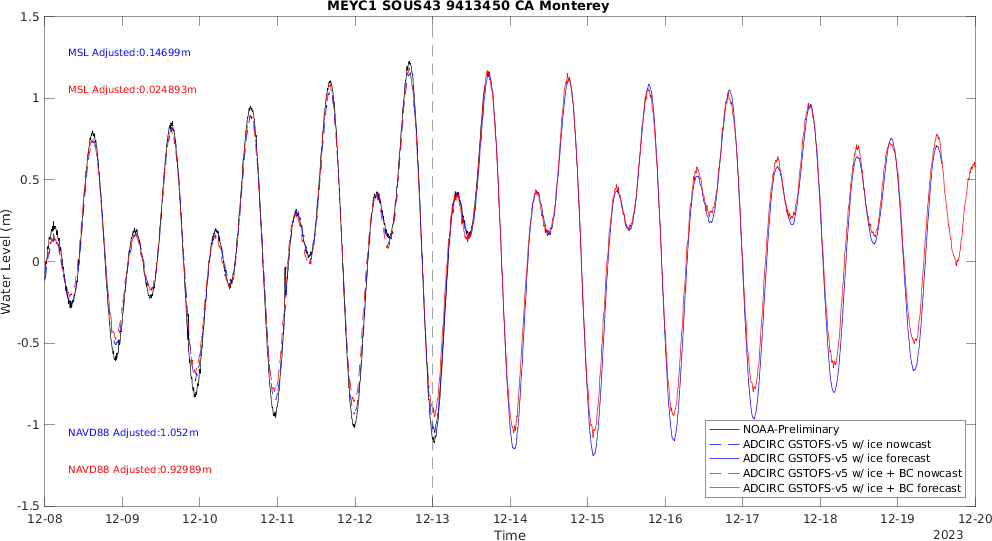 MEYC1 SOUS43 9413450 CA Monterey
1.5
MSL Adjusted:0.14699m
MSL Adjusted:0.024893m
1
0.5
0
-0.5
-1
-1.5
Water Level (m)
NAVD88 Adjusted:1.052m
NAVD88 Adjusted:0.92989m
NOAA-Preliminary
ADCIRC GSTOFS-v5 w/ ice nowcast
ADCIRC GSTOFS-v5 w/ ice forecast
ADCIRC GSTOFS-v5 w/ ice + BC nowcast
ADCIRC GSTOFS-v5 w/ ice + BC forecast
12-08 12-09 12-10 12-11 12-12 12-13 12-14 12-15 12-16 12-17 12-18 12-19 12-20
Time
2023